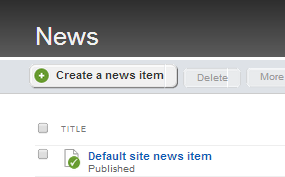 News
Create a news item
Delete
More
TITLE
Default site news item
Published